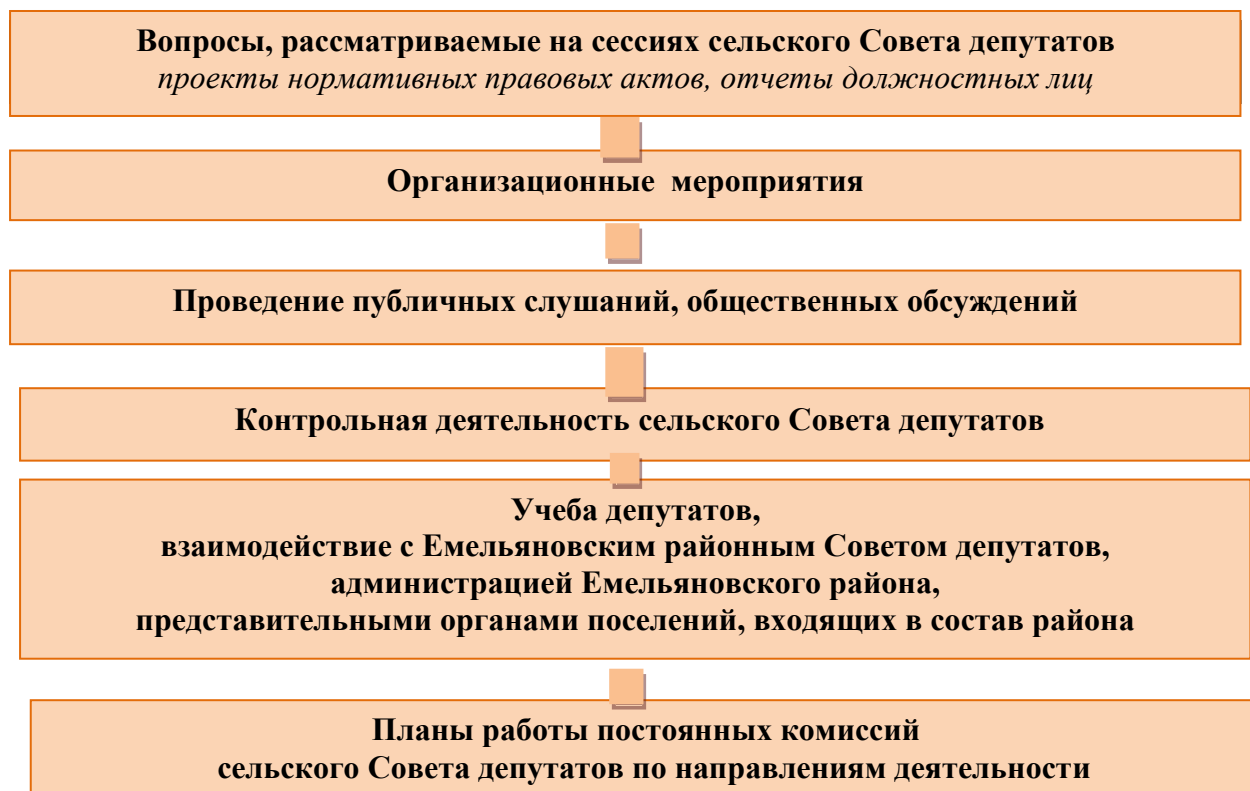 Вопросы, рассматриваемые на сессиях сельского Совета депутатов
проекты нормативных правовых актов, отчеты должностных лиц
Организационные мероприятия
Проведение публичных слушаний, общественных обсуждений
Контрольная деятельность сельского Совета депутатов
Учеба депутатов,
взаимодействие с Емельяновским районным Советом депутатов,
администрацией Емельяновского района,
представительными органами поселений, входящих в состав района
Планы работы постоянных комиссий
сельского Совета депутатов по направлениям деятельности